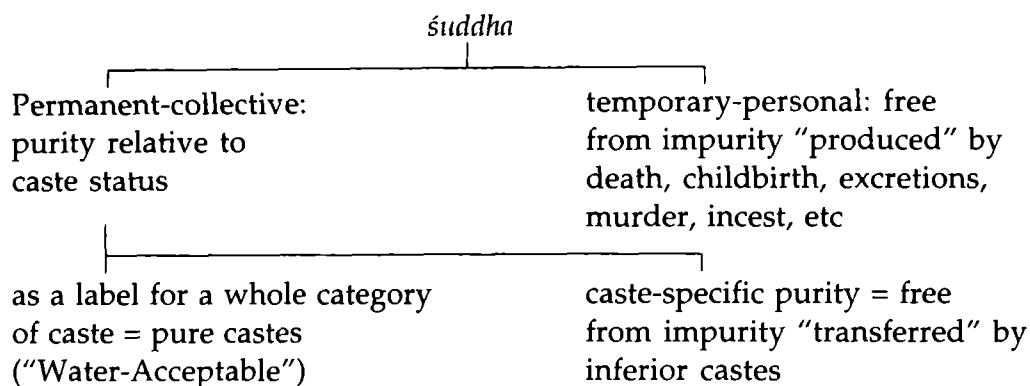 śuddha
Permanent-collective:
purity relative to
caste status
temporary-personal: free
from impurity "produced" by
death, childbirth, excretions,
murder, incest, etc
as a label for a whole category
of caste = pure castes
("Water-Acceptable")
caste-specific purity = free
from impurity "transferred" by
inferior castes